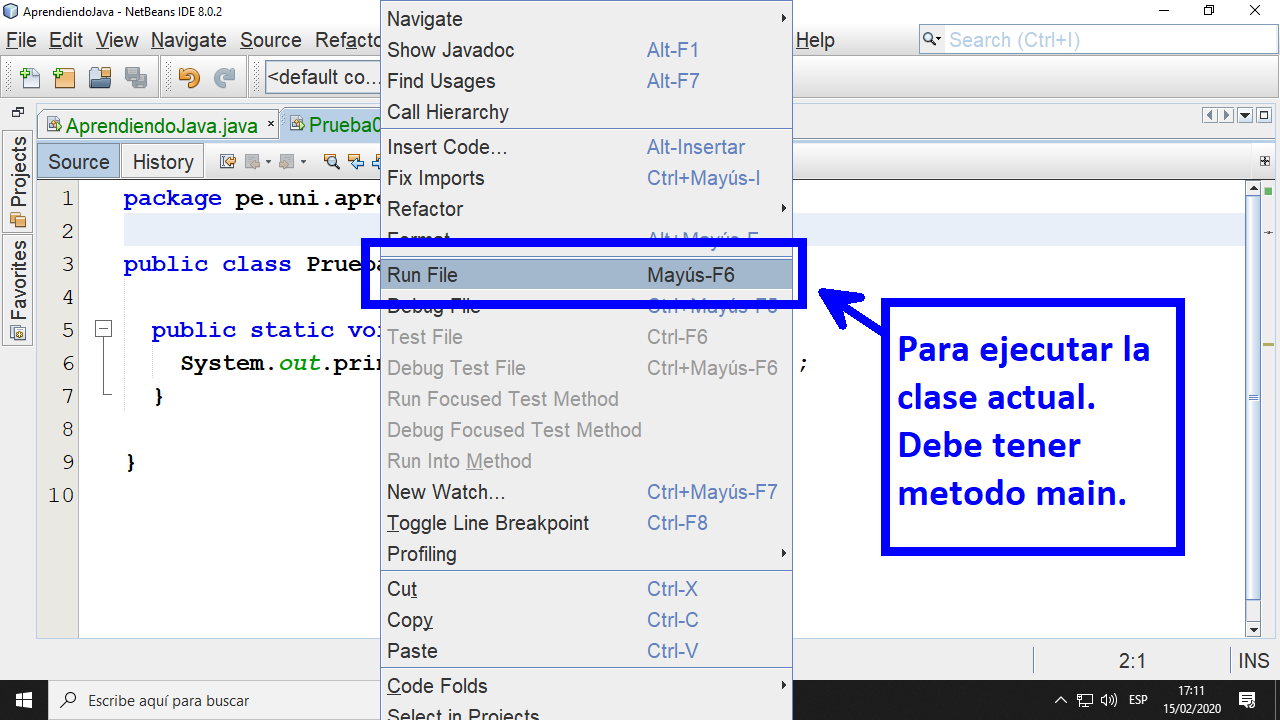 AprendiendoJava - NetBeans IDE 8.0.2
File Edit View Navigate Source Refacto
Help
Search (Ctrl+I)
<default co...
AprendiendoJava.java
Source History
Projects
Favorites
1 package
2
3 public class
4
5 public static
6 System.out. ;
7 }
8
9 }
10
Navigate
Show Javadoc Alt-F1
Find Usages Alt-F7
Call Hierarchy
Insert Code... Alt-Insertar
Fix Imports Ctrl+Mayús-I
Refactor
Format Alt+Mayús-F
Run File Mayús-F6
Debug File Ctrl+Mayús-F5
Test File Ctrl-F6
Debug Test File Ctrl+Mayús-F6
Run Focused Test Method
Debug Focused Test Method
Run Into Method
New Watch... Ctrl+Mayús-F7
Toggle Line Breakpoint Ctrl-F8
Profiling
Cut Ctrl-X
Copy Ctrl-C
Paste Ctrl-V
Code Folds
Select in Projects
Para ejecutar la
clase actual.
Debe tener
metodo main.
2:1 INS
Escribe aquí para buscar
ESP
17:11
15/02/2020